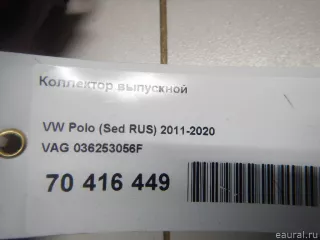 Коллектор выпускной
VW Polo (Sed RUS) 2011-2020
VAG 036253056F
70 416 449
eaural.ru